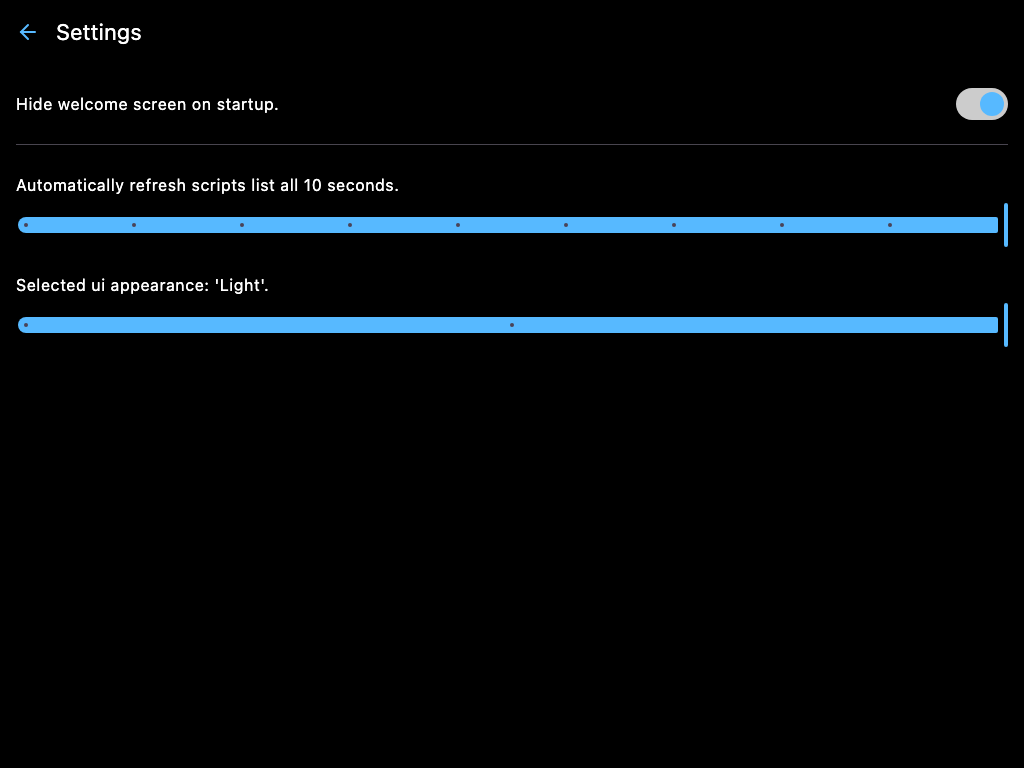 Settings
Hide welcome screen on startup.
Automatically refresh scripts list all 10 seconds.
Selected ui appearance: 'Light'.